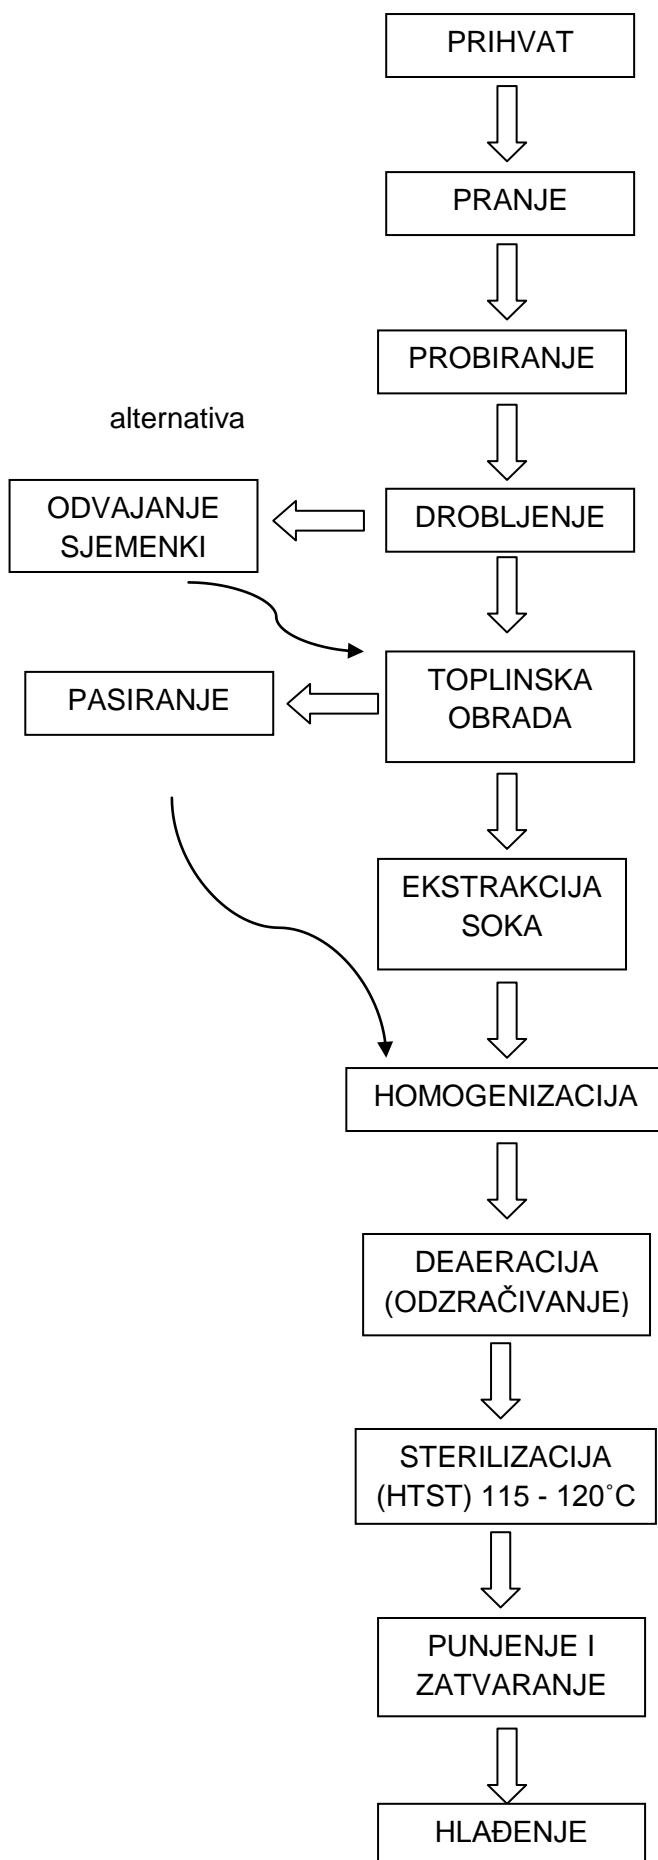 PRIHVAT
PRANJE
PROBIRANJE
alternativa
ODVAJANJE
SJEMENKI
DROBLJENJE
PASIRANJE
TOPLINSKA
OBRADA
EKSTRAKCIJA
SOKA
HOMOGENIZACIJA
DEAERACIJA
(ODZRAČIVANJE)
STERILIZACIJA
(HTST) 115 - 120˚C
PUNJENJE I
ZATVARANJE
HLAĐENJE